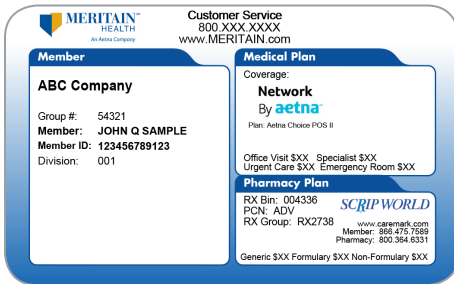 MERITAIN™
HEALTH
An Aetna Company
Customer Service
800.XXX.XXXX
www.MERITAIN.com
Member
ABC Company
Group #: 54321
Member: JOHN Q SAMPLE
Member ID: 123456789123
Division: 001
Medical Plan
Coverage:
Network
By aetna™
Plan: Aetna Choice POS II
Office Visit $XX Specialist $XX
Urgent Care $XX Emergency Room $XX
Pharmacy Plan
RX Bin: 004336
PCN: ADV
RX Group: RX2738
SCRIP WORLD
www.caremark.com
Member: 866.475.7589
Pharmacy: 800.364.6331
Generic $XX Formulary $XX Non-Formulary $XX